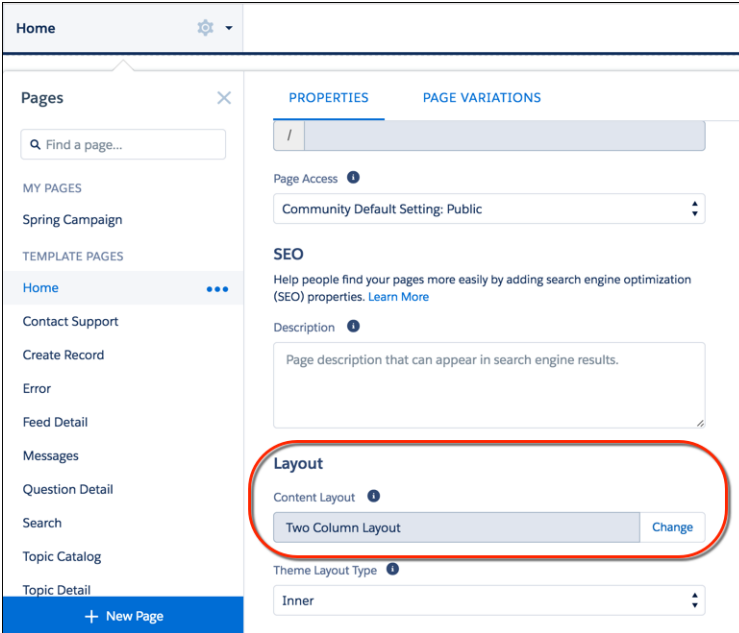 Home
Pages
Find a page...
MY PAGES
Spring Campaign
TEMPLATE PAGES
Home
Contact Support
Create Record
Error
Feed Detail
Messages
Question Detail
Search
Topic Catalog
Topic Detail
New Page
PROPERTIES
PAGE VARIATIONS
/
Page Access
Community Default Setting: Public
SEO
Help people find your pages more easily by adding search engine optimization
(SEO) properties. Learn More
Description
Page description that can appear in search engine results.
Layout
Content Layout
Two Column Layout
Change
Theme Layout Type
Inner